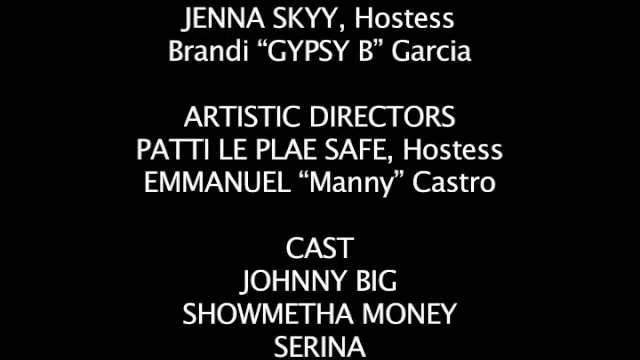 JENNA SKYY, Hostess
Brandi “GYPSY B” Garcia
ARTISTIC DIRECTORS
PATTI LE PLAE SAFE, Hostess
EMMANUEL “Manny” Castro
CAST
JOHNNY BIG
SHOWMETHA MONEY
SERINA